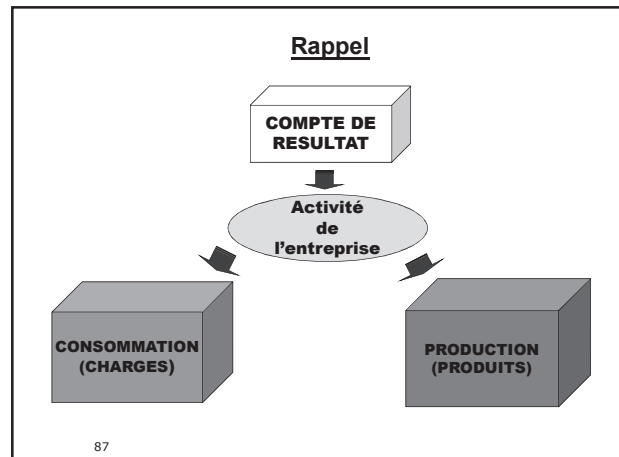 Rappel
COMPTE DE
RESULTAT
Activité
de
l'entreprise
CONSOMMATION
(CHARGES)
PRODUCTION
(PRODUITS)
87